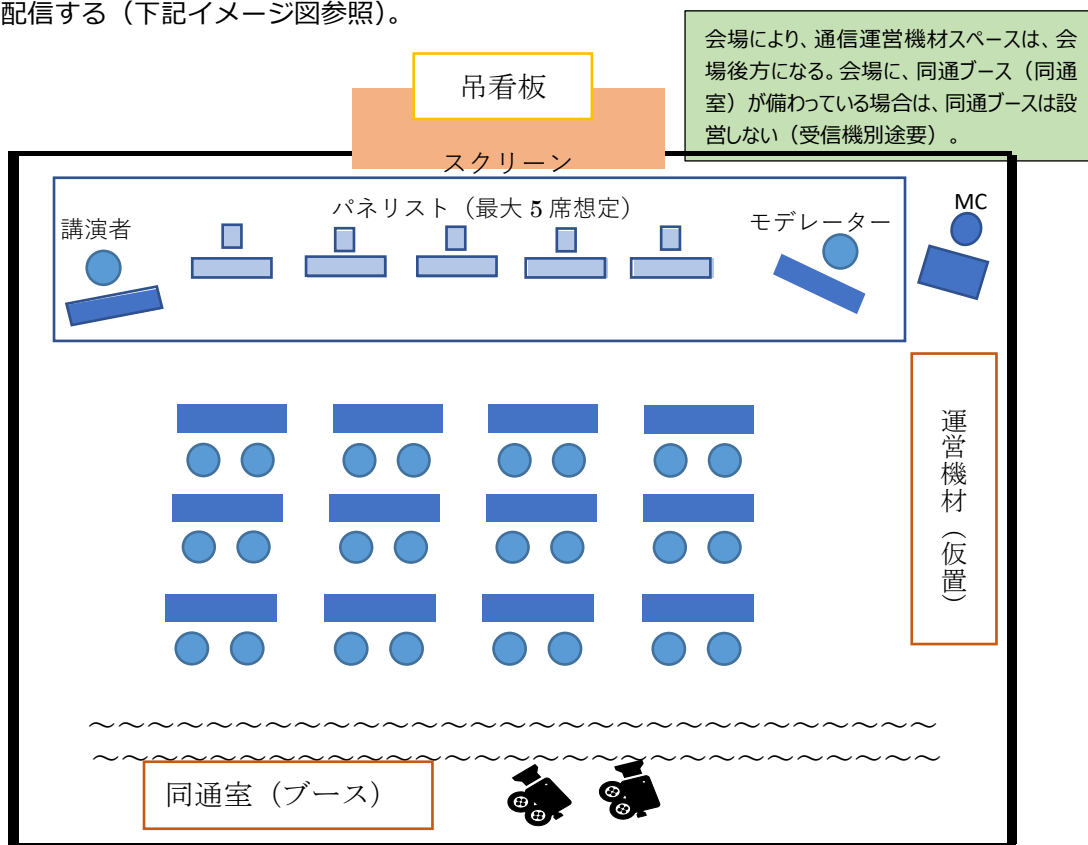 配信する（下記イメージ図参照）。
会場により、通信運営機材スペースは、会
場後方になる。会場に、同通ブース（同通
室）が備わっている場合は、同通ブースは設
営しない（受信機別途要）。
吊看板
スクリーン
パネリスト（最大 5 席想定）
講演者
モデレーター
MC
運営機材（仮置）
～～～～～～～～～～～～～～～～～～～～～～～～～～～～～
～～～～～～～～～～～～～～～～～～～～～～～～～～～～～
同通室（ブース）